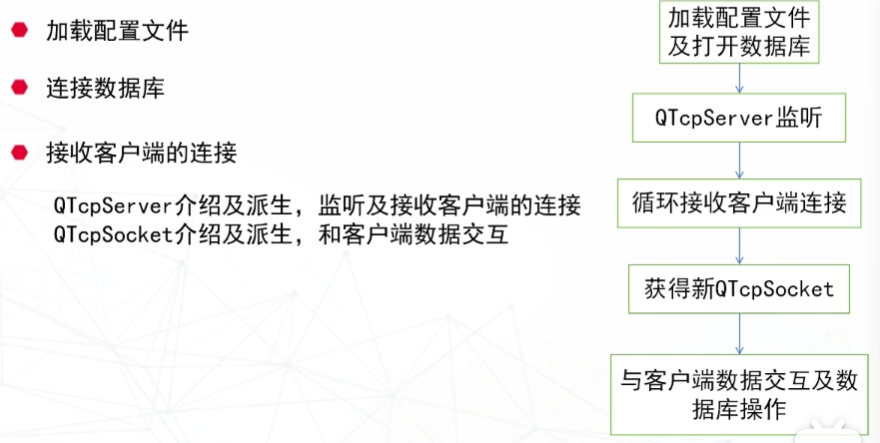 加载配置文件
连接数据库
接收客户端的连接
QTcpServer介绍及派生，监听及接收客户端的连接
QTcpSocket介绍及派生，和客户端数据交互
加载配置文件
及打开数据库
QTcpServer监听
循环接收客户端连接
获得新QTcpSocket
与客户端数据交互及数
据库操作